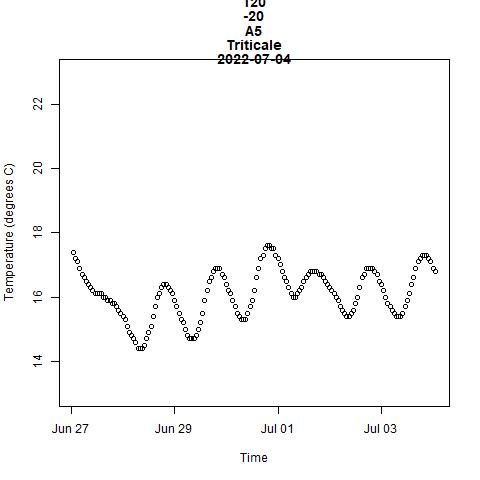 120
-20
A5
Triticale
2022-07-04
22
20
18
16
14
Temperature (degrees C)
Jun 27
Jun 29
Jul 01
Jul 03
Time